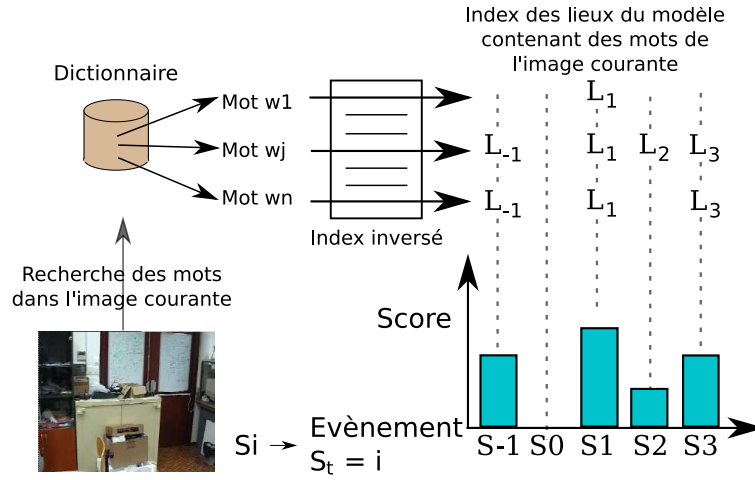 Index des lieux du modèle
contenant des mots de
l'image courante
Dictionnaire
Mot w1
L1
Mot wj
L-1 L1 L2 L3
Mot wn
L-1 L1 L3
Index inversé
Recherche des mots
dans l'image courante
Score
Si → Evènement
St = i
S-1 S0 S1 S2 S3